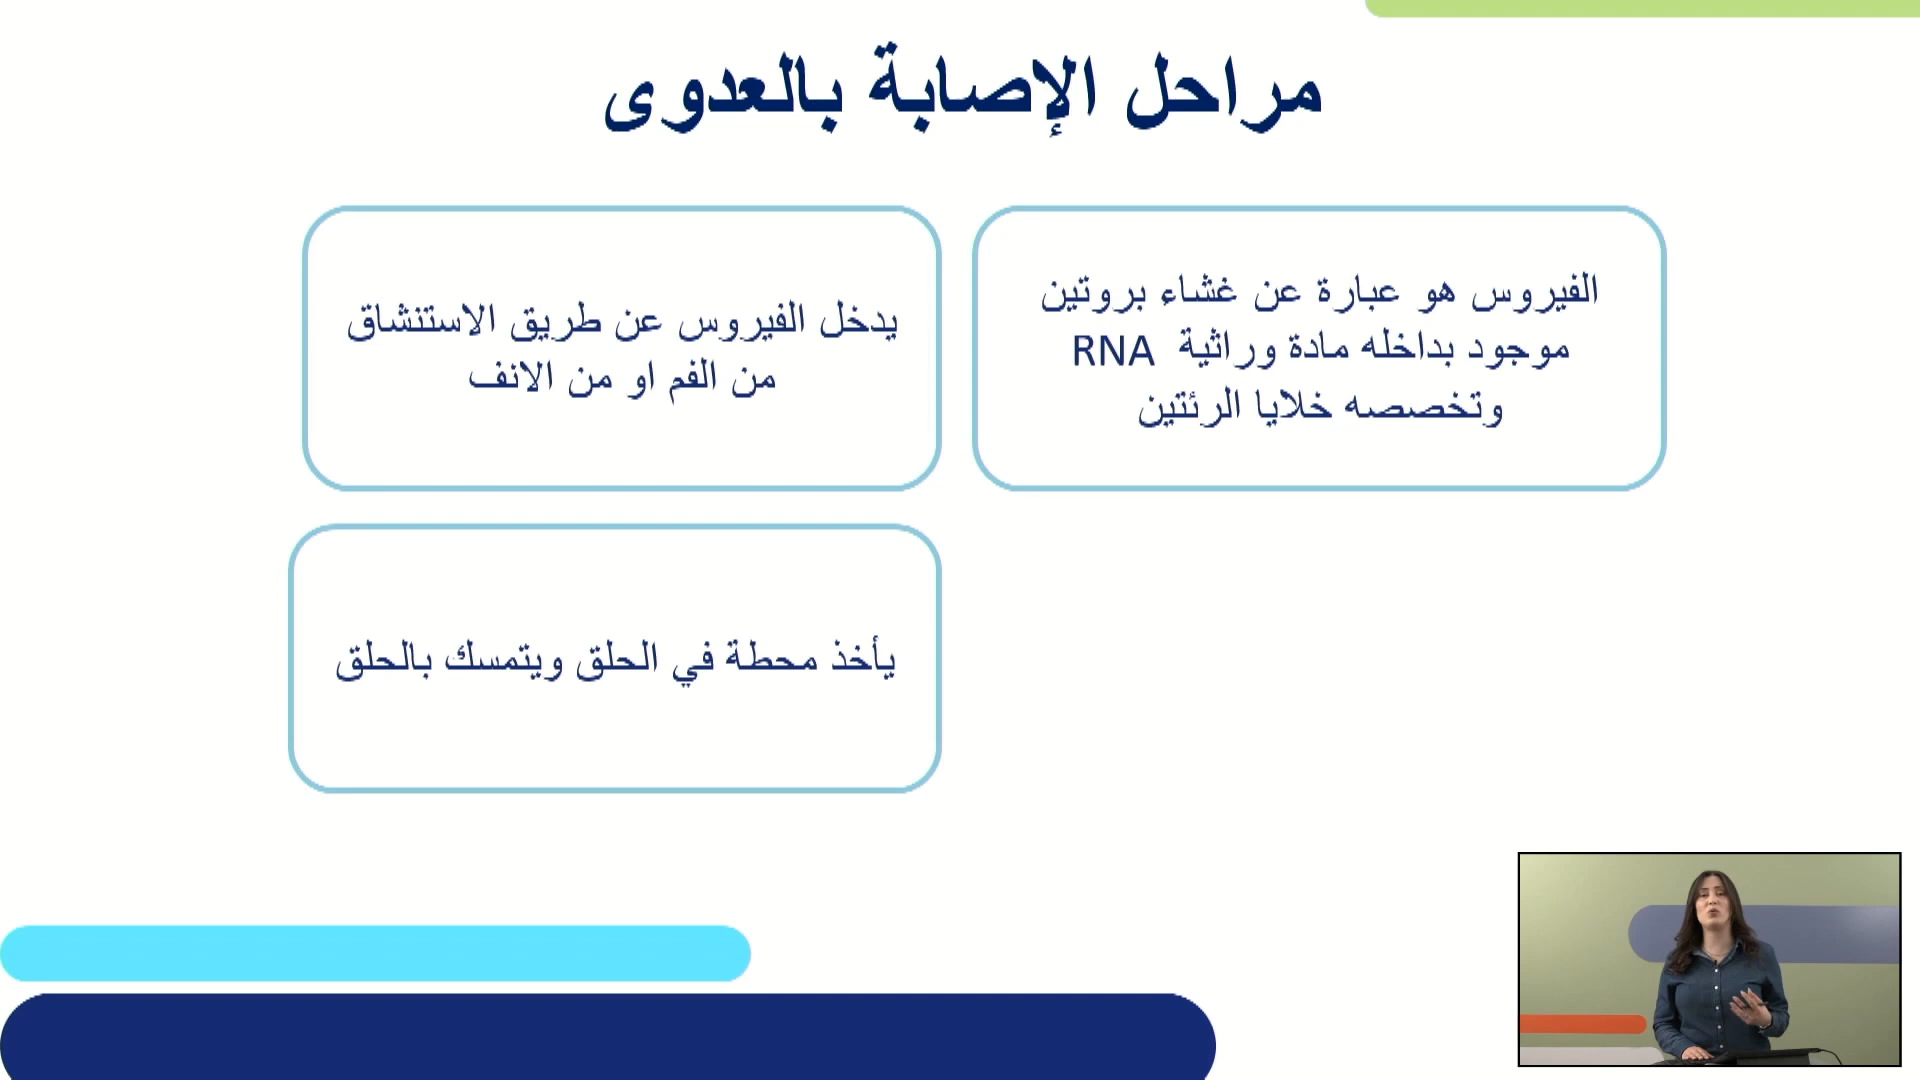 مراحل الإصابة بالعدوى
الفيروس هو عبارة عن غشاء بروتين
موجود بداخله مادة وراثية RNA
وتخصصه خلايا الرئتين
يدخل الفيروس عن طريق الاستنشاق
من الفم او من الانف
يأخذ محطة في الحلق ويتمسك بالحلق